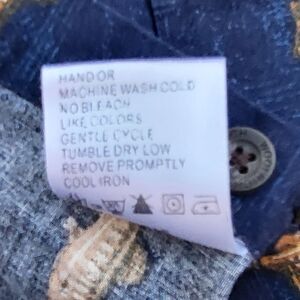 HAND OR
MACHINE WASH COLD
NO BLEACH
LIKE COLORS
GENTLE CYCLE
TUMBLE DRY LOW
REMOVE PROMPTLY
COOL IRON